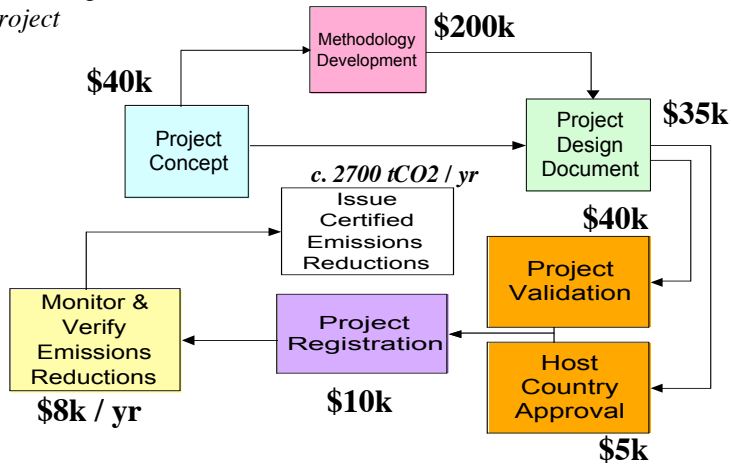 roject
Methodology
Development
$200k
$40k
Project
Concept
Project
Design
Document
$35k
c. 2700 tCO2 / yr
Issue
Certified
Emissions
Reductions
$40k
Project
Validation
Monitor &
Verify
Emissions
Reductions
Project
Registration
Host
Country
Approval
$8k / yr
$10k
$5k